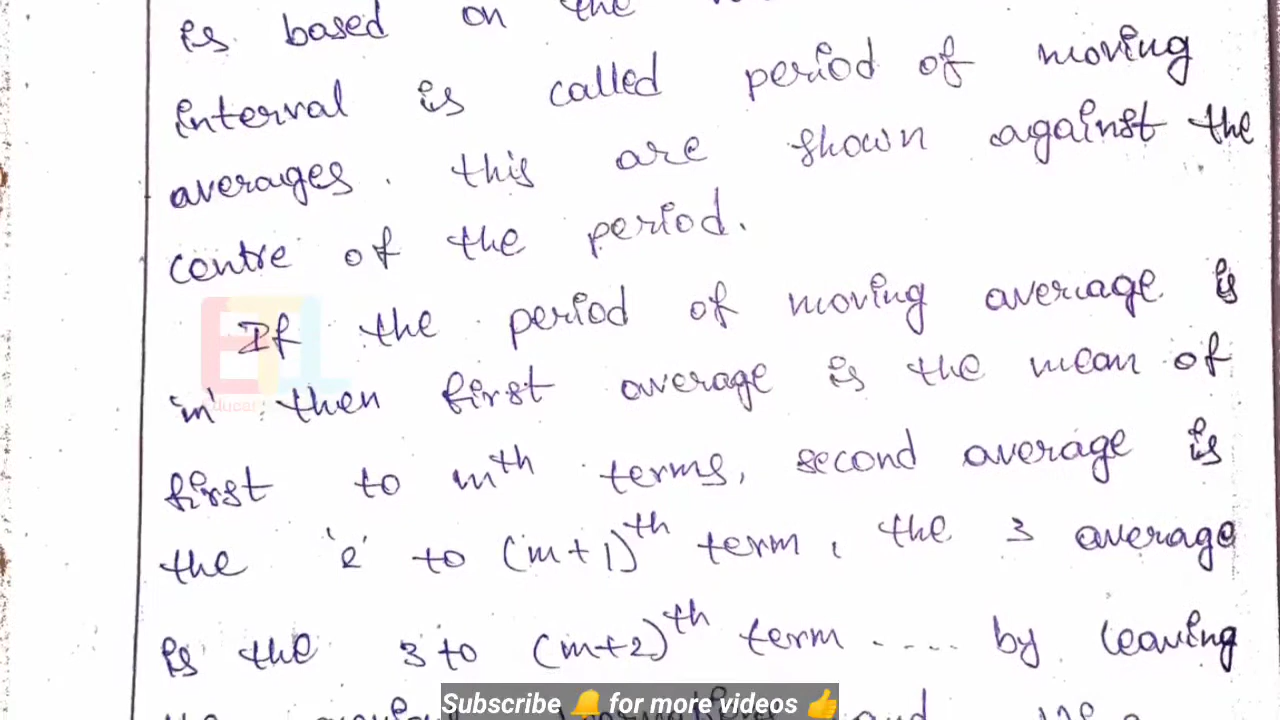 is based on the
interval is called period of moving
averages. this are shown against the
centre of the period.
If the period of moving average is
'm' then first average is the mean of
first to mth terms, second average is
the '2' to (m+1)th term, the 3 average
is the 3 to (m+2)th term .... by leaving
Subscribe 🔔 for more videos 👍